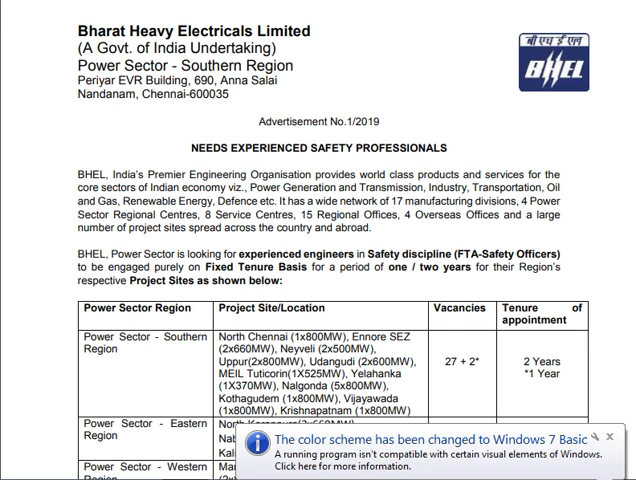 Bharat Heavy Electricals Limited
(A Govt. of India Undertaking)
Power Sector - Southern Region
Periyar EVR Building, 690, Anna Salai
Nandanam, Chennai-600035
बी एच ई एल
BHEL
Advertisement No.1/2019
NEEDS EXPERIENCED SAFETY PROFESSIONALS
BHEL, India's Premier Engineering Organisation provides world class products and services for the
core sectors of Indian economy viz., Power Generation and Transmission, Industry, Transportation, Oil
and Gas, Renewable Energy, Defence etc. It has a wide network of 17 manufacturing divisions, 4 Power
Sector Regional Centres, 8 Service Centres, 15 Regional Offices, 4 Overseas Offices and a large
number of project sites spread across the country and abroad.
BHEL, Power Sector is looking for experienced engineers in Safety discipline (FTA-Safety Officers)
to be engaged purely on Fixed Tenure Basis for a period of one / two years for their Region's
respective Project Sites as shown below:
Power Sector Region Project Site/Location Vacancies Tenure of
appointment
Power Sector - Southern
Region
North Chennai (1x800MW), Ennore SEZ
(2x660MW), Neyveli (2x500MW),
Uppur(2x800MW), Udangudi (2x600MW),
MEIL Tuticorin(1X525MW), Yelahanka
(1X370MW), Nalgonda (5x800MW),
Kothagudem (1x800MW), Vijayawada
(1x800MW), Krishnapatnam (1x800MW)
27 + 2*
2 Years
*1 Year
Power Sector - Eastern
Region
North
Nab
Kali
Power Sector - Western
Region
Mar
The color scheme has been changed to Windows 7 Basic
A running program isn't compatible with certain visual elements of Windows.
Click here for more information.